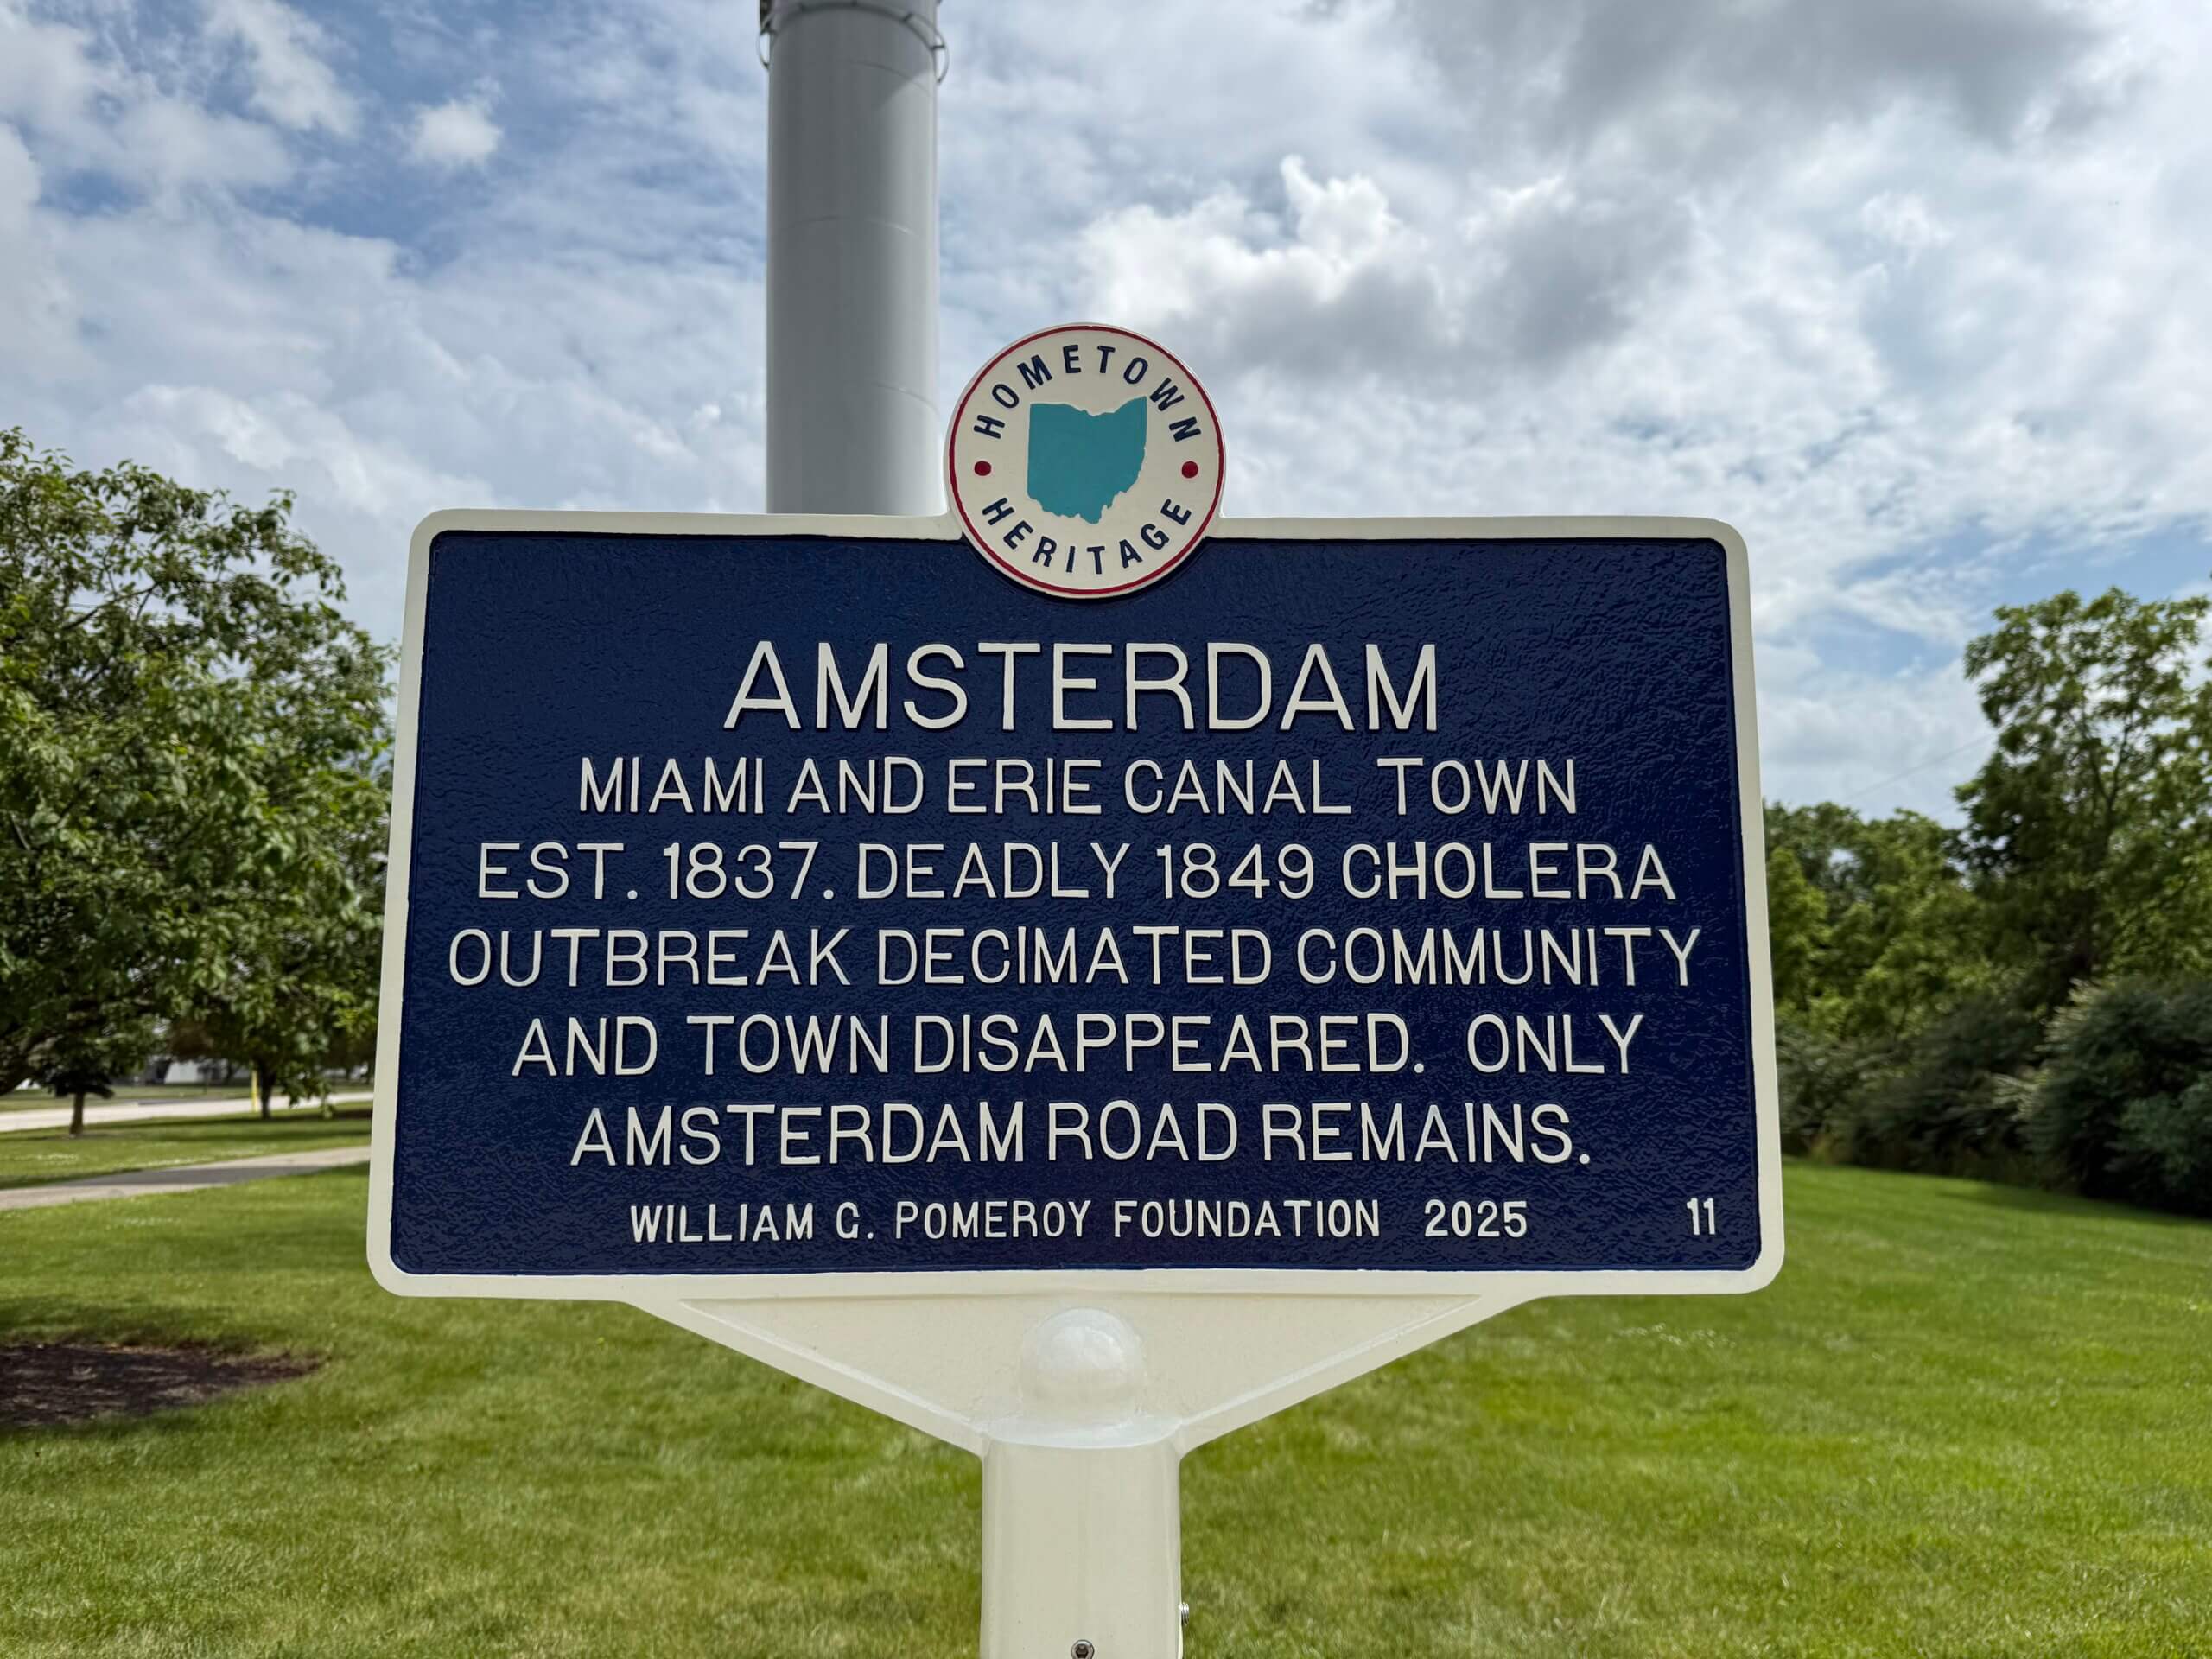 HOMETOWN
HERITAGE
AMSTERDAM
MIAMI AND ERIE CANAL TOWN
EST. 1837. DEADLY 1849 CHOLERA
OUTBREAK DECIMATED COMMUNITY
AND TOWN DISAPPEARED. ONLY
AMSTERDAM ROAD REMAINS.
WILLIAM G. POMEROY FOUNDATION 2025 11